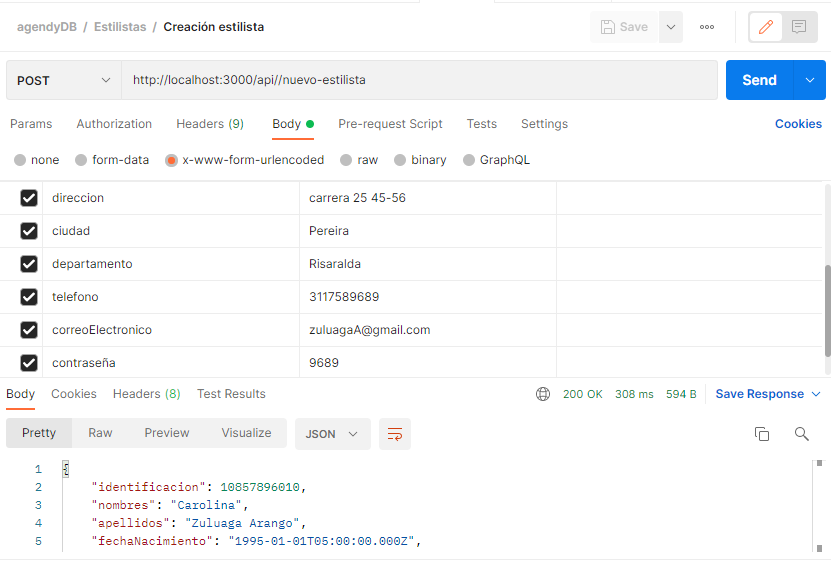 agendyDB / Estilistas / Creación estilista Save
POST http://localhost:3000/api//nuevo-estilista Send
Params Authorization Headers (9) Body Pre-request Script Tests Settings Cookies
none form-data x-www-form-urlencoded raw binary GraphQL
direccion carrera 25 45-56
ciudad Pereira
departamento Risaralda
telefono 3117589689
correoElectronico zuluagaA@gmail.com
contraseña 9689
Body Cookies Headers (8) Test Results 200 OK 308 ms 594 B Save Response
Pretty Raw Preview Visualize JSON
1 {
2 "identificacion": 10857896010,
3 "nombres": "Carolina",
4 "apellidos": "Zuluaga Arango",
5 "fechaNacimiento": "1995-01-01T05:00:00.000Z",